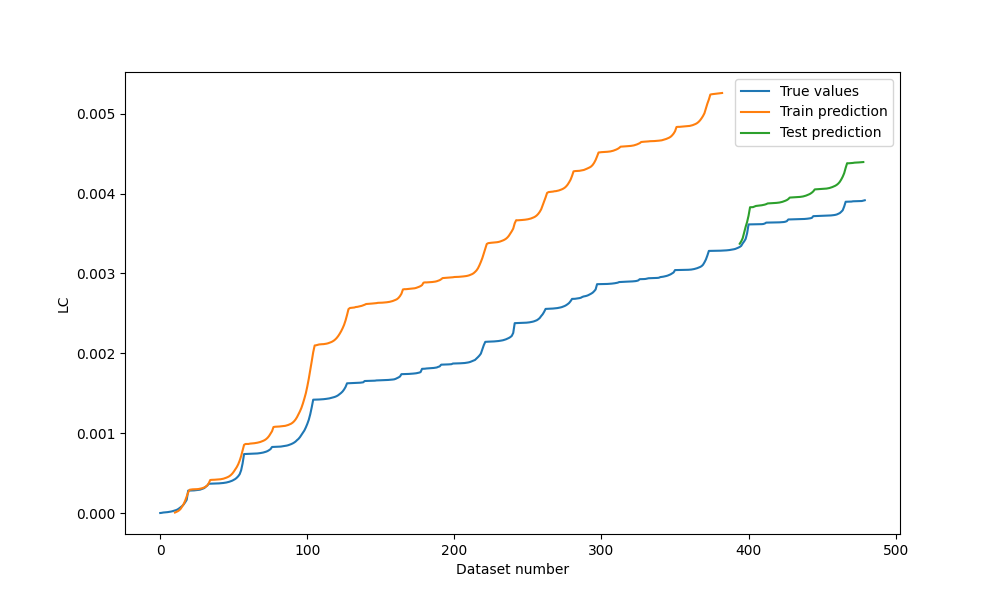 True values
Train prediction
Test prediction
0.005
0.004
0.003
0.002
0.001
0.000
LC
0
100
200
300
400
500
Dataset number